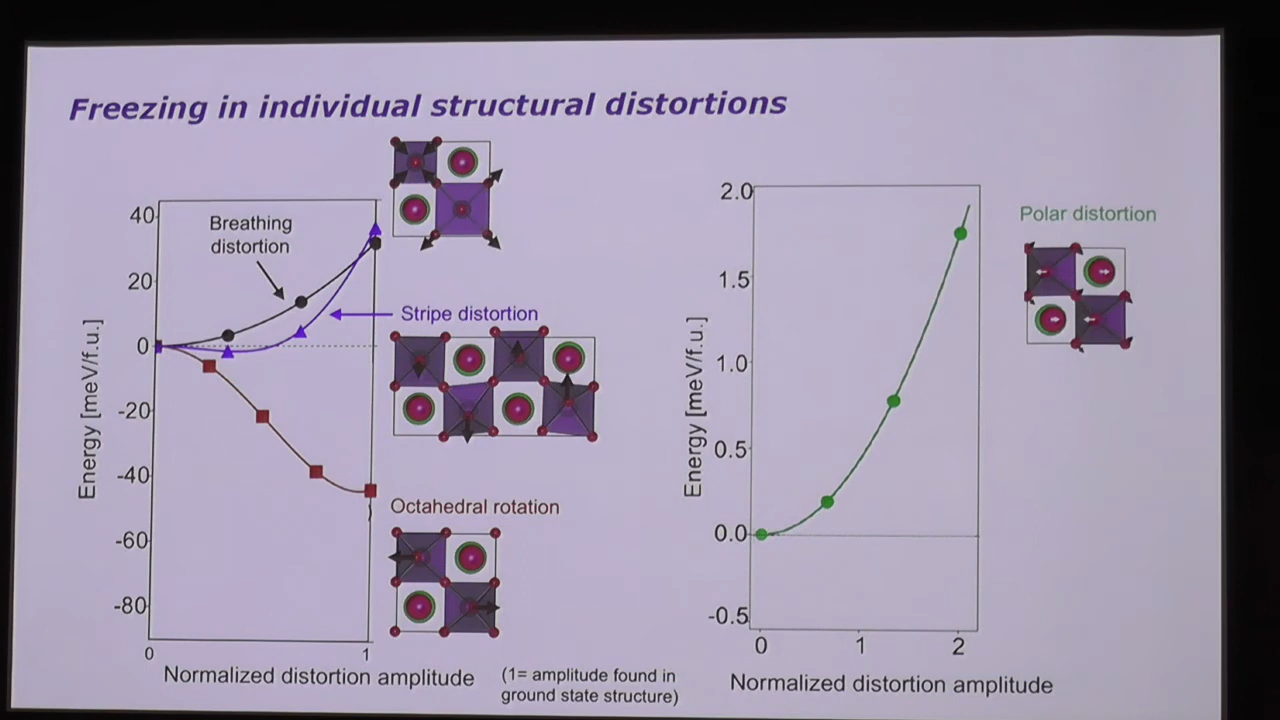 Freezing in individual structural distortions
40
20
0
-20
-40
-60
-80
Energy [meV/f.u.]
Breathing
distortion
Stripe distortion
Octahedral rotation
0
1
Normalized distortion amplitude
(1= amplitude found in
ground state structure)
2.0
1.5
1.0
0.5
0.0
-0.5
Energy [meV/f.u.]
Polar distortion
0
1
2
Normalized distortion amplitude